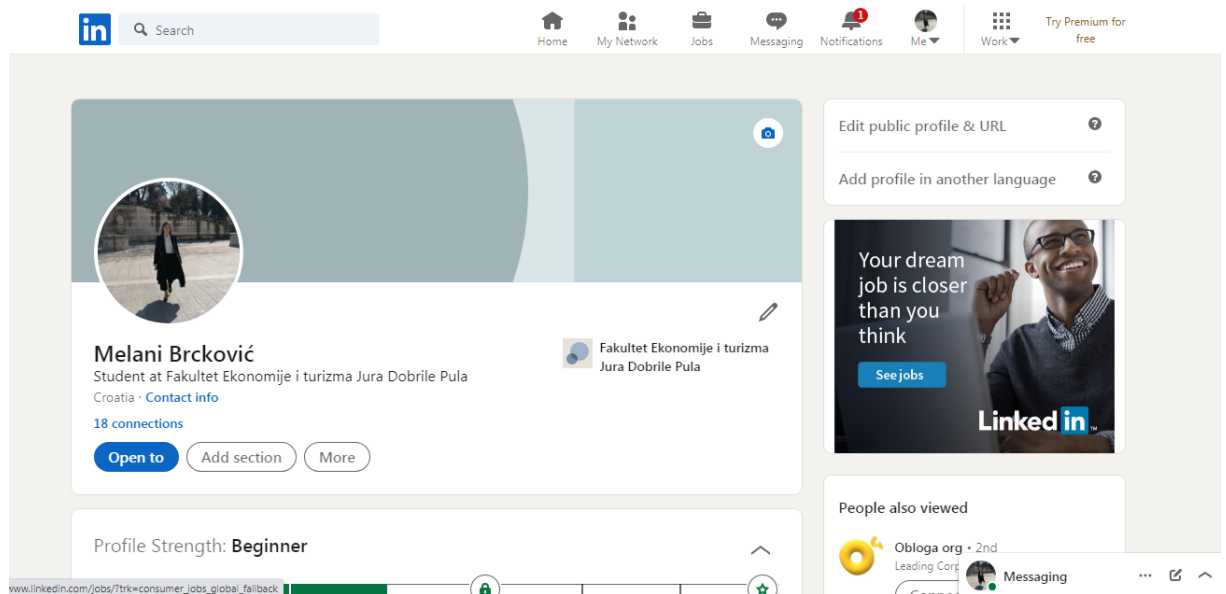 in
Search
Home
My Network
Jobs
Messaging
1
Notifications
Me
Work
Try Premium for
free
Melani Brcković
Student at Fakultet Ekonomije i turizma Jura Dobrile Pula
Croatia · Contact info
18 connections
Open to
Add section
More
Fakultet Ekonomije i turizma
Jura Dobrile Pula
Profile Strength: Beginner
www.linkedin.com/jobs/?trk=consumer_jobs_global_failback
Edit public profile & URL
?
Add profile in another language
?
Your dream
job is closer
than you
think
See jobs
Linked in
People also viewed
Obloga org • 2nd
Leading Corp
Messaging